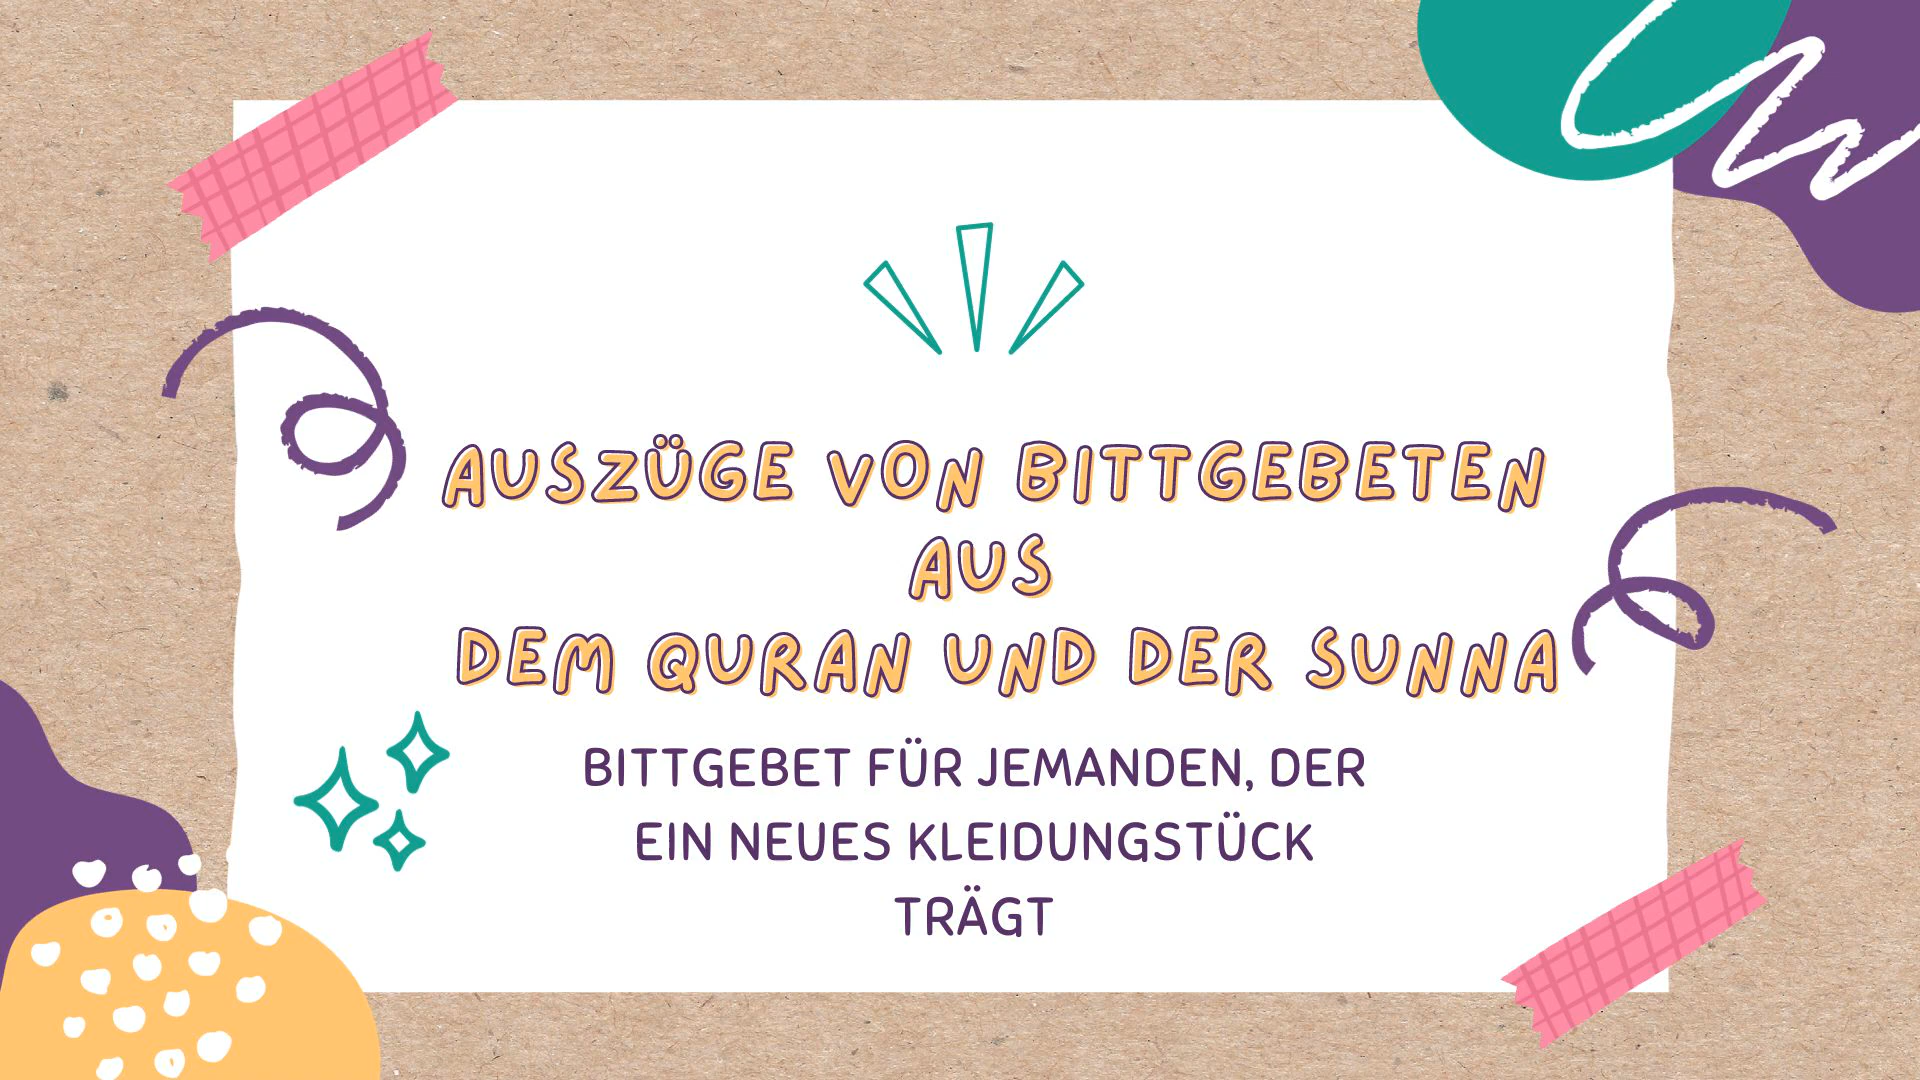 AUSZÜGE VON BITTGEBETEN
AUS
DEM QURAN UND DER SUNNA
BITTGEBET FÜR JEMANDEN, DER
EIN NEUES KLEIDUNGSTÜCK
TRÄGT